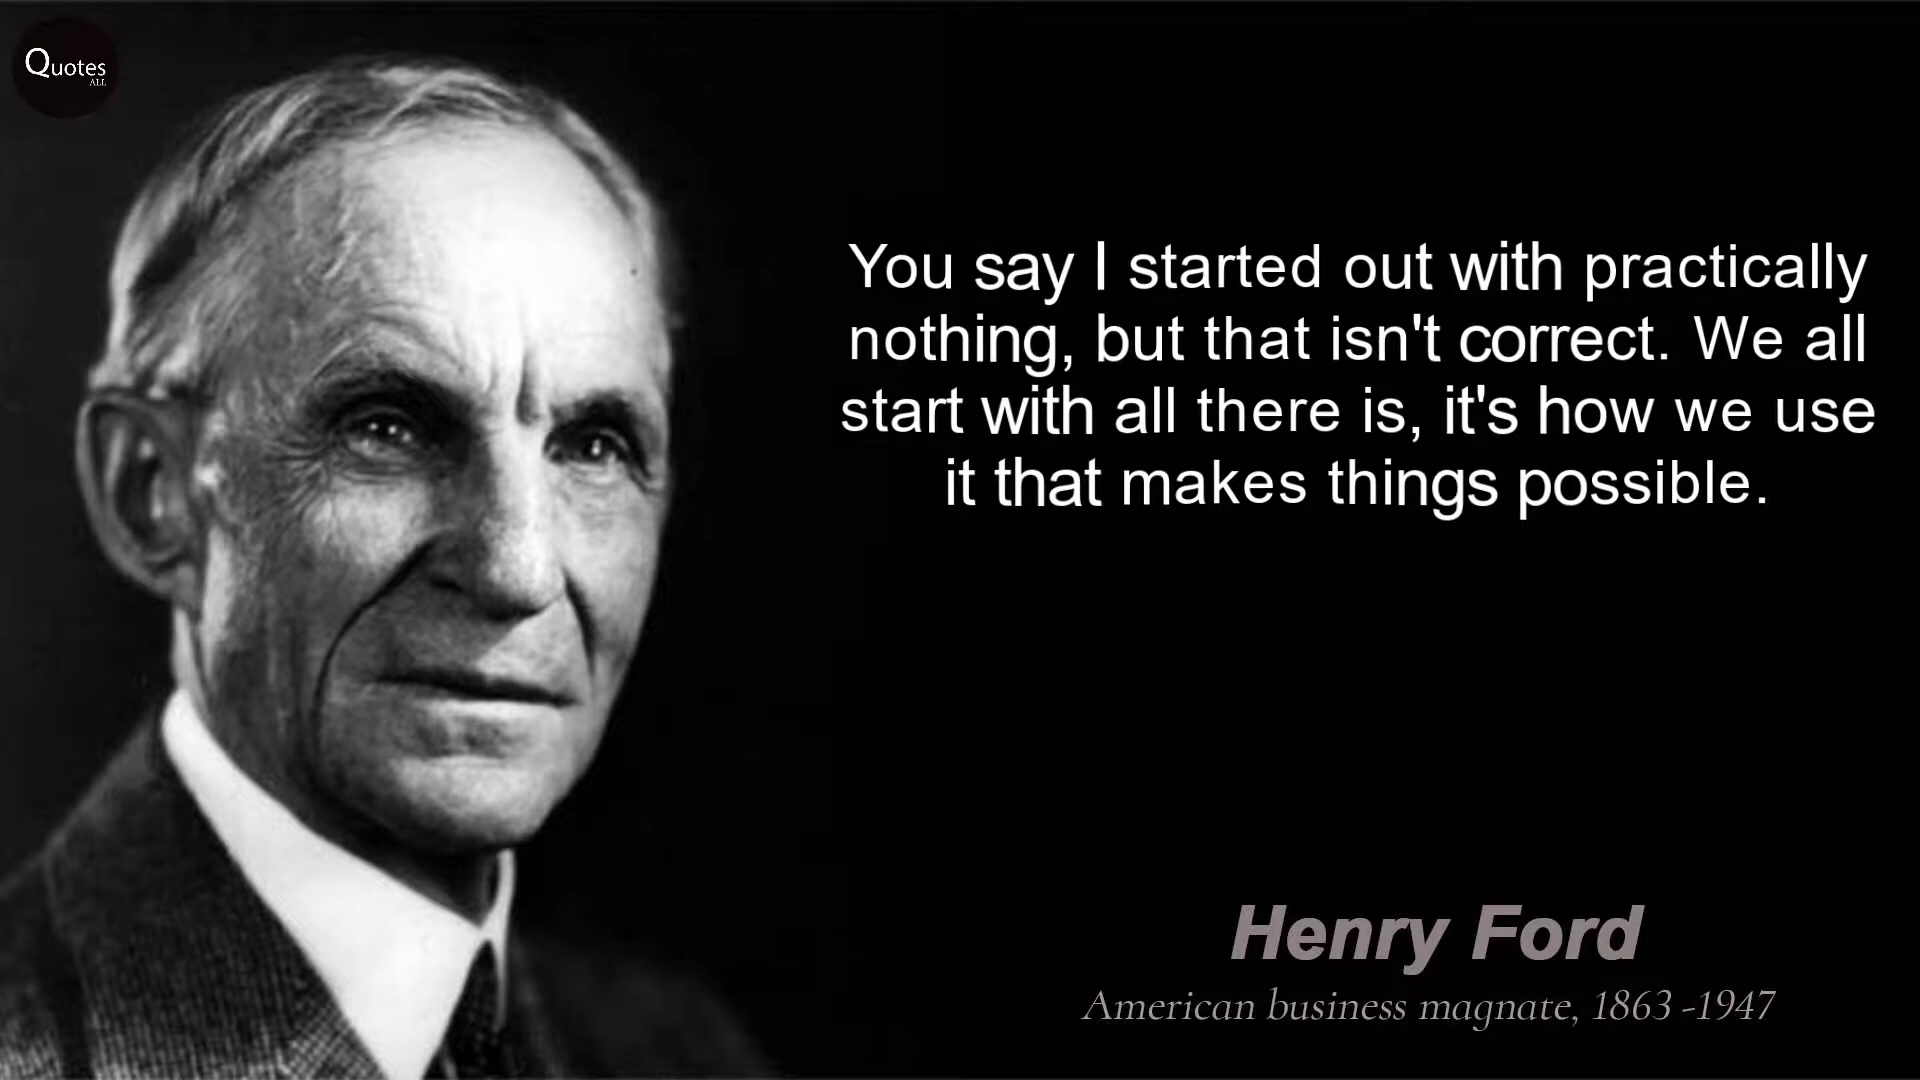 Quotes
ALL
You say I started out with practically
nothing, but that isn't correct. We all
start with all there is, it's how we use
it that makes things possible.
Henry Ford
American business magnate, 1863 -1947